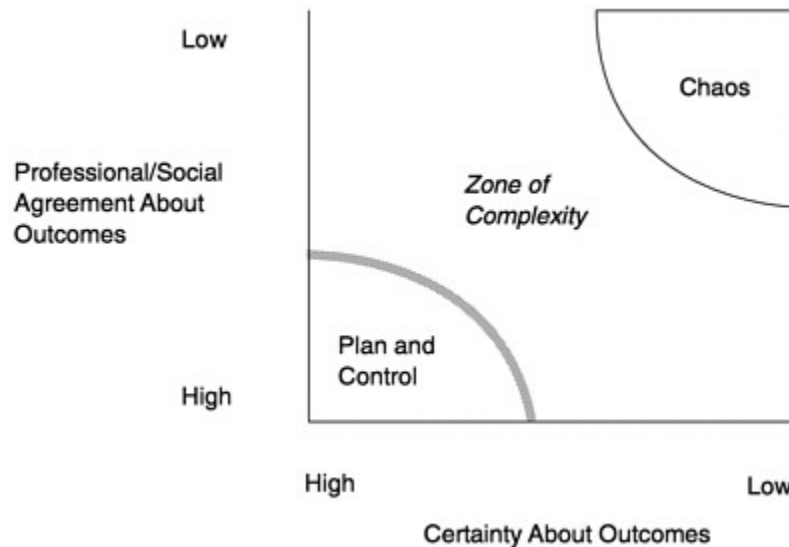 Low
Chaos
Professional/Social
Agreement About
Outcomes
Zone of
Complexity
Plan and
Control
High
High
Low
Certainty About Outcomes